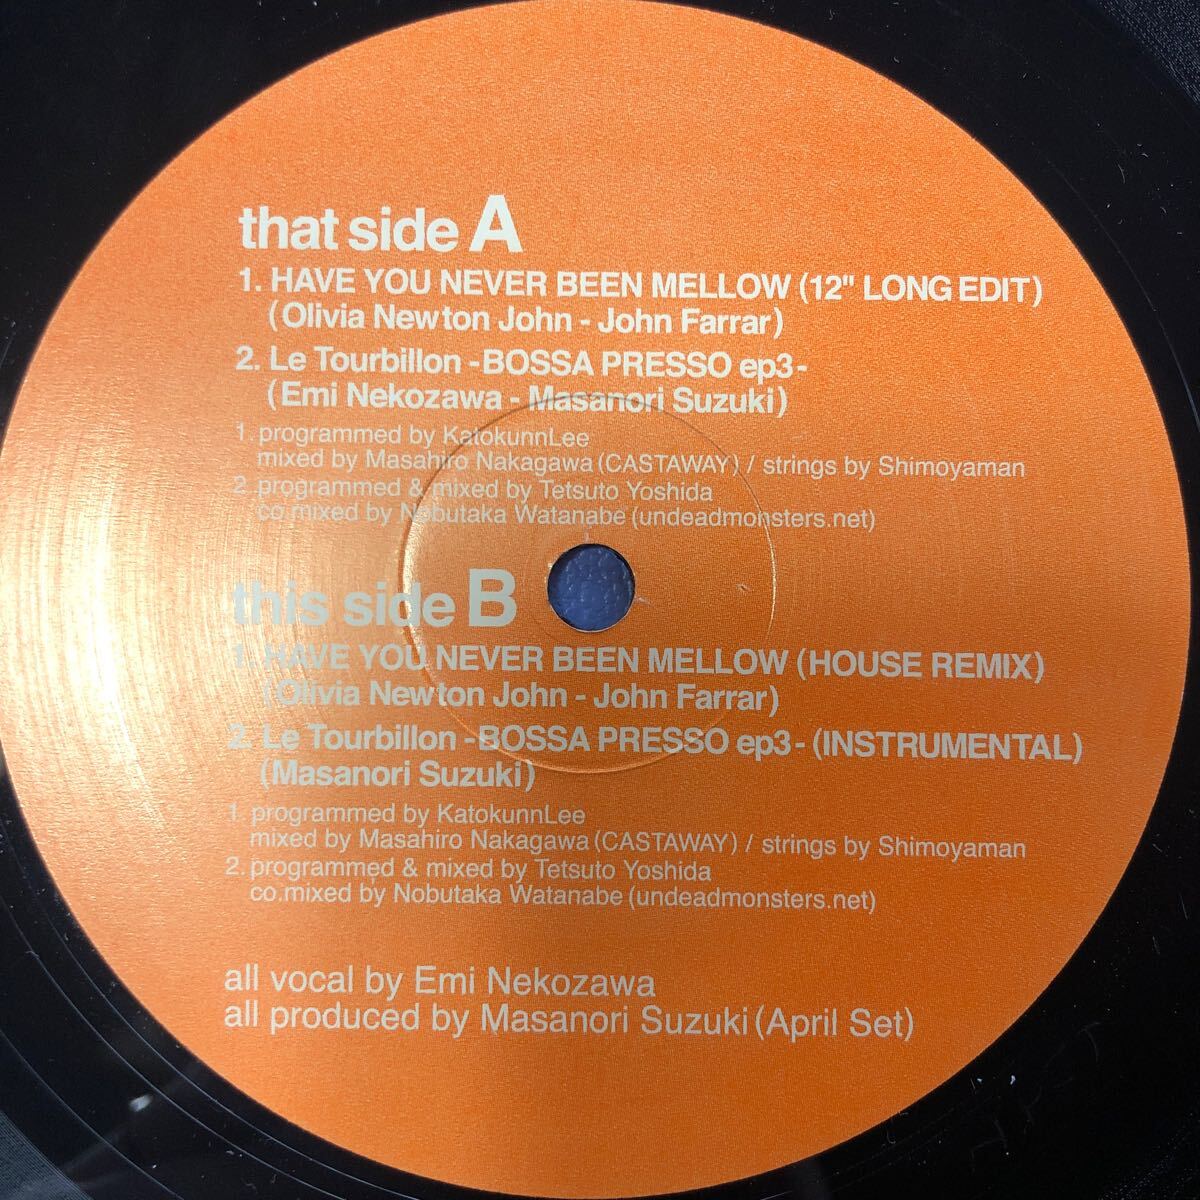 that side A
1. HAVE YOU NEVER BEEN MELLOW (12" LONG EDIT)
(Olivia Newton John - John Farrar)
2. Le Tourbillon -BOSSA PRESSO ep3-
(Emi Nekozawa - Masanori Suzuki)
1. programmed by KatokunnLee
mixed by Masahiro Nakagawa (CASTAWAY) / strings by Shimoyaman
2. programmed & mixed by Tetsuto Yoshida
co.mixed by Nobutaka Watanabe (undeadmonsters.net)
this side B
1. HAVE YOU NEVER BEEN MELLOW (HOUSE REMIX)
(Olivia Newton John - John Farrar)
2. Le Tourbillon -BOSSA PRESSO ep3- (INSTRUMENTAL)
(Masanori Suzuki)
1. programmed by KatokunnLee
mixed by Masahiro Nakagawa (CASTAWAY) / strings by Shimoyaman
2. programmed & mixed by Tetsuto Yoshida
co.mixed by Nobutaka Watanabe (undeadmonsters.net)
all vocal by Emi Nekozawa
all produced by Masanori Suzuki (April Set)